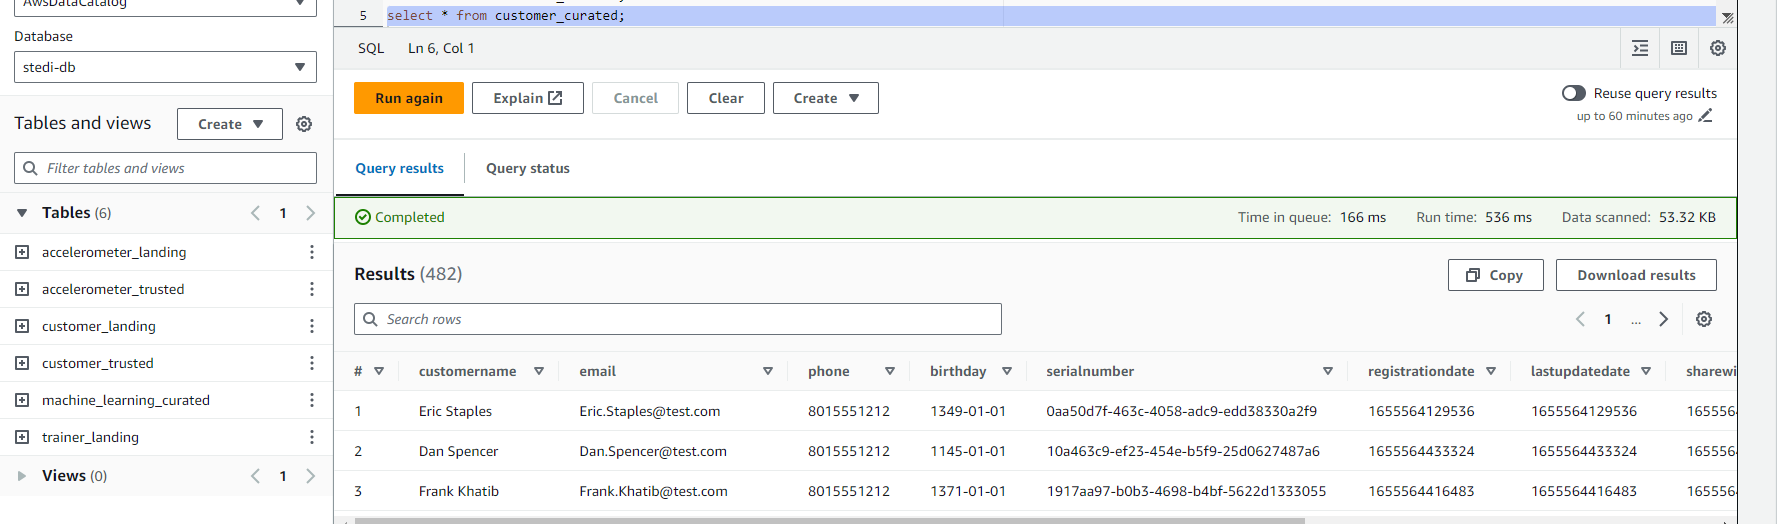 AwsDataCatalog
Database
stedi-db
Tables and views
Create
Filter tables and views
Tables (6)
1
accelerometer_landing
accelerometer_trusted
customer_landing
customer_trusted
machine_learning_curated
trainer_landing
Views (0)
1
5 select * from customer_curated;
SQL Ln 6, Col 1
Run again Explain Cancel Clear Create
Reuse query results
up to 60 minutes ago
Query results Query status
Completed Time in queue: 166 ms Run time: 536 ms Data scanned: 53.32 KB
Results (482) Copy Download results
Search rows 1 ...
# customername email phone birthday serialnumber registrationdate lastupdatedate sharewi
1 Eric Staples Eric.Staples@test.com 8015551212 1349-01-01 0aa50d7f-463c-4058-adc9-edd38330a2f9 1655564129536 1655564129536 165556
2 Dan Spencer Dan.Spencer@test.com 8015551212 1145-01-01 10a463c9-ef23-454e-b5f9-25d0627487a6 1655564433324 1655564433324 165556
3 Frank Khatib Frank.Khatib@test.com 8015551212 1371-01-01 1917aa97-b0b3-4698-b4bf-5622d1333055 1655564416483 1655564416483 165556